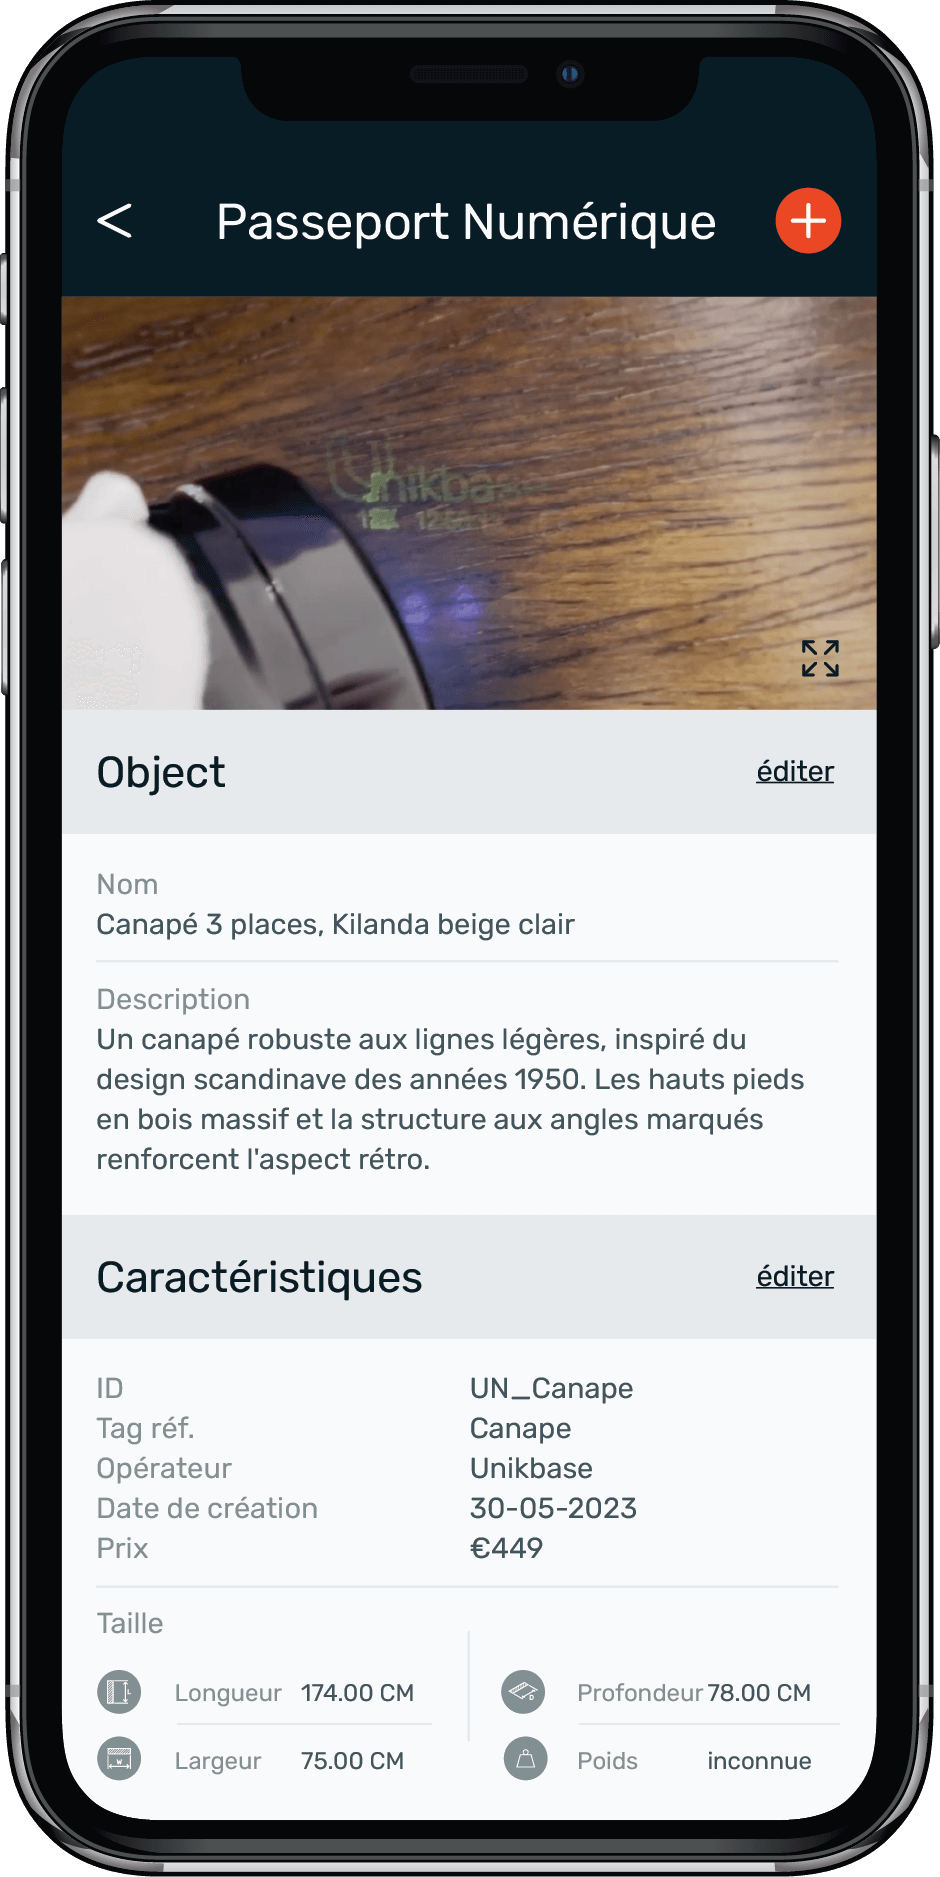 < Passeport Numérique +
Unikbase
Object éditer
Nom
Canapé 3 places, Kilanda beige clair
Description
Un canapé robuste aux lignes légères, inspiré du
design scandinave des années 1950. Les hauts pieds
en bois massif et la structure aux angles marqués
renforcent l'aspect rétro.
Caractéristiques éditer
ID UN_Canape
Tag réf. Canape
Opérateur Unikbase
Date de création 30-05-2023
Prix €449
Taille
L Longueur 174.00 CM D Profondeur 78.00 CM
W Largeur 75.00 CM Poids inconnue